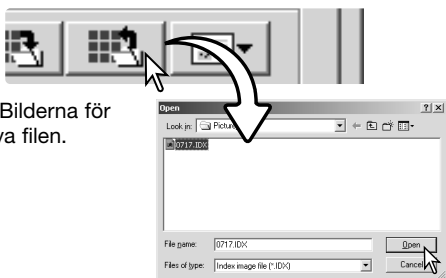 Bilderna för
va filen.
Open
Look in: Picture
0717.IDX
File name: 0717.IDX Open
Files of type: Index image file (*.IDX) Cancel